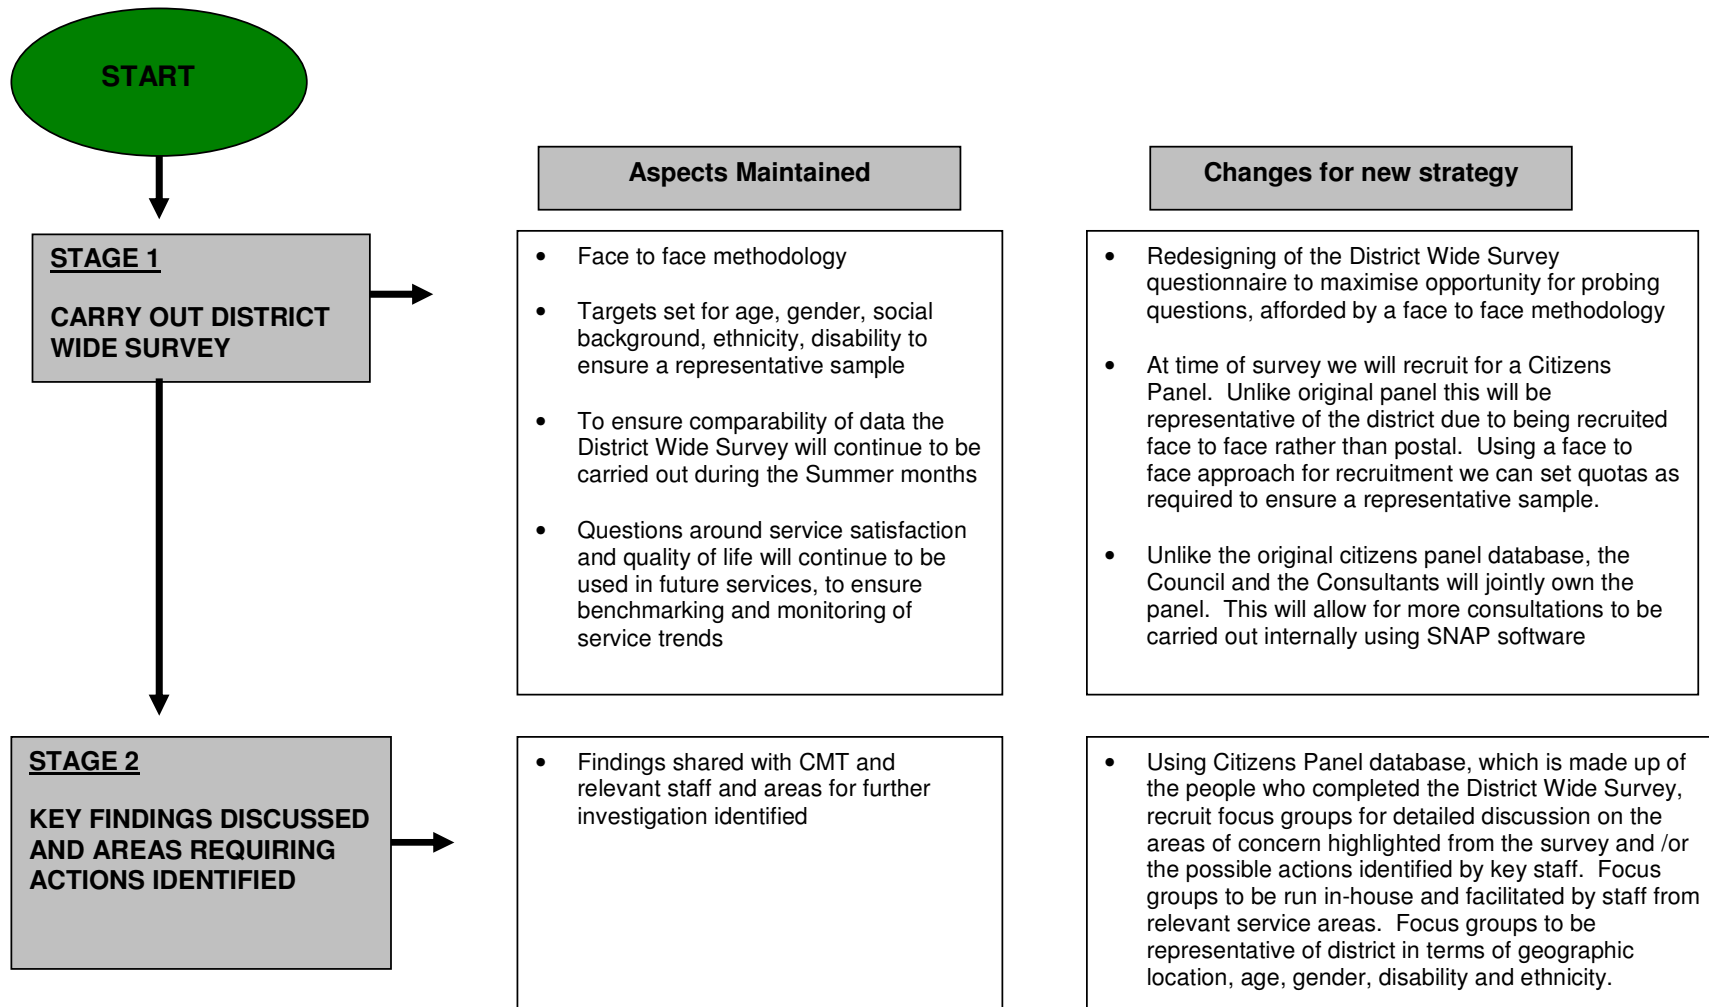 START
Aspects Maintained
Changes for new strategy
STAGE 1
CARRY OUT DISTRICT
WIDE SURVEY
• Face to face methodology
• Targets set for age, gender, social
background, ethnicity, disability to
ensure a representative sample
• To ensure comparability of data the
District Wide Survey will continue to be
carried out during the Summer months
• Questions around service satisfaction
and quality of life will continue to be
used in future services, to ensure
benchmarking and monitoring of
service trends
• Redesigning of the District Wide Survey
questionnaire to maximise opportunity for probing
questions, afforded by a face to face methodology
• At time of survey we will recruit for a Citizens
Panel.  Unlike original panel this will be
representative of the district due to being recruited
face to face rather than postal.  Using a face to
face approach for recruitment we can set quotas as
required to ensure a representative sample.
• Unlike the original citizens panel database, the
Council and the Consultants will jointly own the
panel.  This will allow for more consultations to be
carried out internally using SNAP software
STAGE 2
KEY FINDINGS DISCUSSED
AND AREAS REQUIRING
ACTIONS IDENTIFIED
• Findings shared with CMT and
relevant staff and areas for further
investigation identified
• Using Citizens Panel database, which is made up of
the people who completed the District Wide Survey,
recruit focus groups for detailed discussion on the
areas of concern highlighted from the survey and /or
the possible actions identified by key staff.  Focus
groups to be run in-house and facilitated by staff from
relevant service areas.  Focus groups to be
representative of district in terms of geographic
location, age, gender, disability and ethnicity.